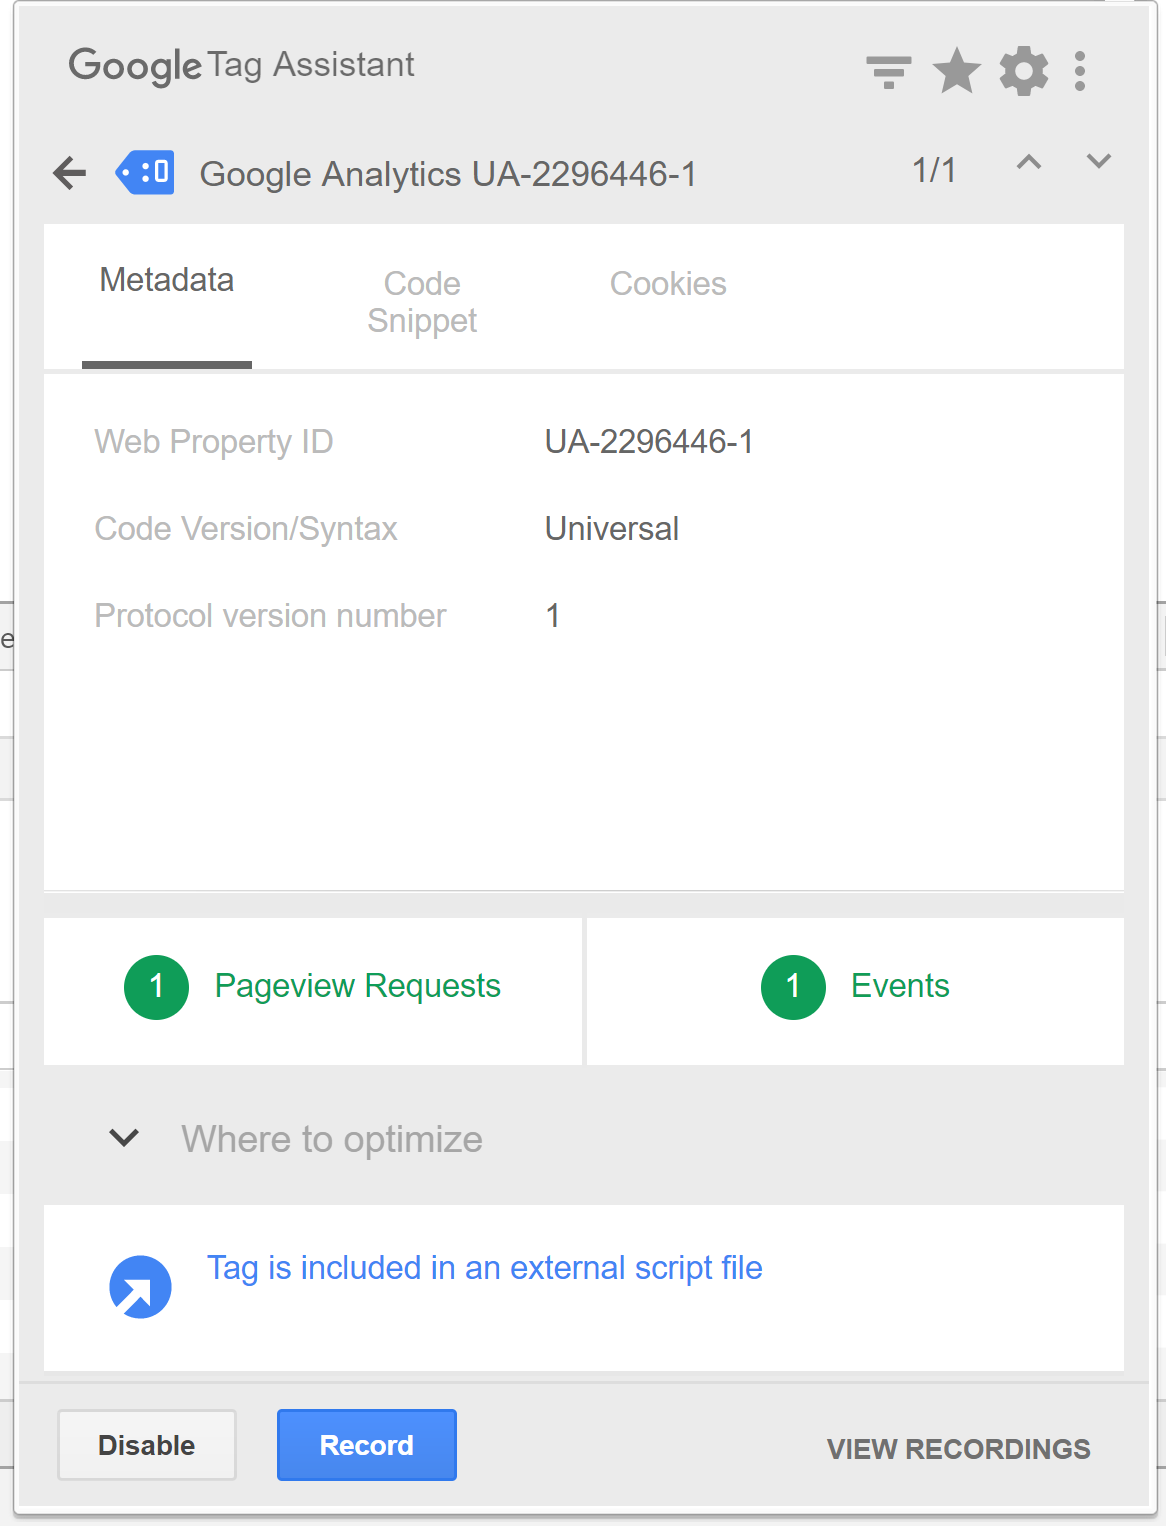 Google Tag Assistant
Google Analytics UA-2296446-1
1/1
Metadata
Code
Snippet
Cookies
Web Property ID UA-2296446-1
Code Version/Syntax Universal
Protocol version number 1
1 Pageview Requests
1 Events
Where to optimize
Tag is included in an external script file
Disable
Record
VIEW RECORDINGS